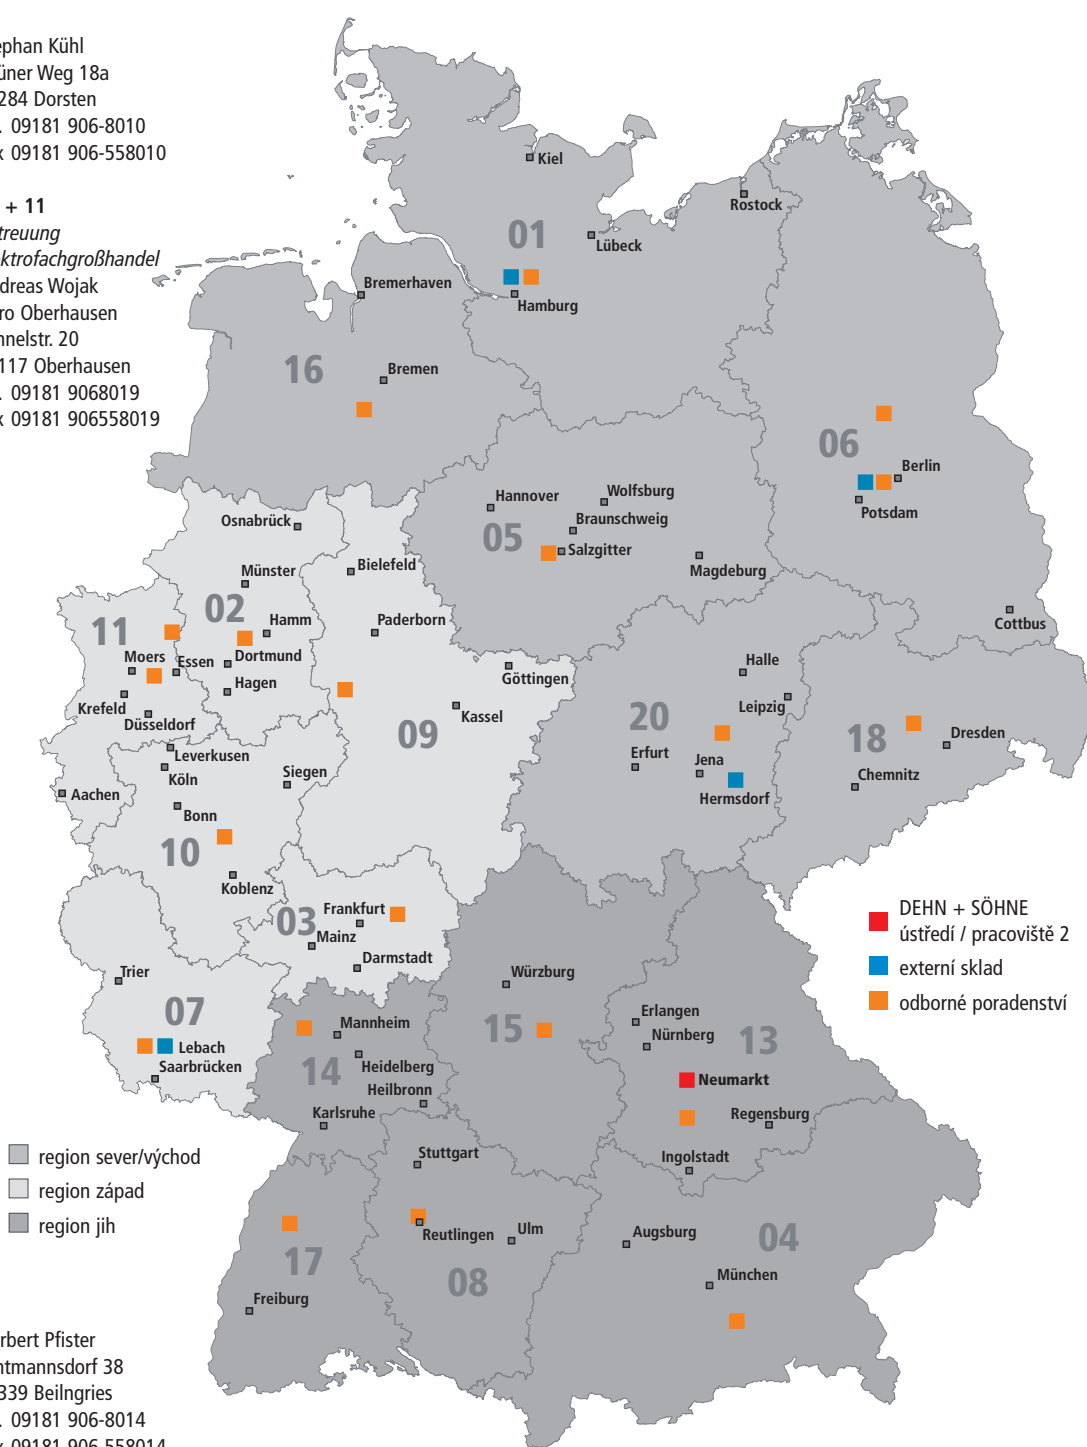 ephan Kühl
üner Weg 18a
284 Dorsten
. 09181 906-8010
x 09181 906-558010
+ 11
treuung
ktrofachgroßhandel
dreas Wojak
ro Oberhausen
nnelstr. 20
117 Oberhausen
. 09181 9068019
x 09181 906558019
Kiel
Rostock
01
Lübeck
Hamburg
Bremerhaven
16
Bremen
06
Berlin
Potsdam
Hannover
Wolfsburg
Braunschweig
05
Salzgitter
Magdeburg
Osnabrück
Bielefeld
Münster
02
Hamm
Paderborn
11
Moers
Essen
Dortmund
Hagen
Krefeld
Düsseldorf
Göttingen
Kassel
09
Cottbus
Halle
Leipzig
20
Erfurt
Jena
Hermsdorf
18
Dresden
Chemnitz
Leverkusen
Köln
Siegen
Aachen
Bonn
10
Koblenz
03
Frankfurt
Mainz
Darmstadt
DEHN + SÖHNE
ústředí / pracoviště 2
externí sklad
odborné poradenství
Trier
07
Lebach
Saarbrücken
Würzburg
15
Erlangen
Nürnberg
13
Neumarkt
Regensburg
Ingolstadt
Mannheim
14
Heidelberg
Heilbronn
Karlsruhe
region sever/východ
region západ
region jih
Stuttgart
Reutlingen
Ulm
08
17
Freiburg
Augsburg
04
München
rbert Pfister
ntmannsdorf 38
339 Beilngries
. 09181 906-8014
x 09181 906-558014